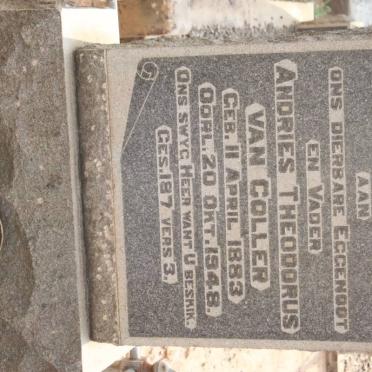 AAN
ONS DIERBARE EGGENOOT
EN VADER
ANDRIES THEODORUS
VAN COLLER
GEB. 11 APRIL 1883
OORL. 20 OKT. 1948.
ONS SWYG HEER WANT U BESKIK.
GES. 187 VERS 3.